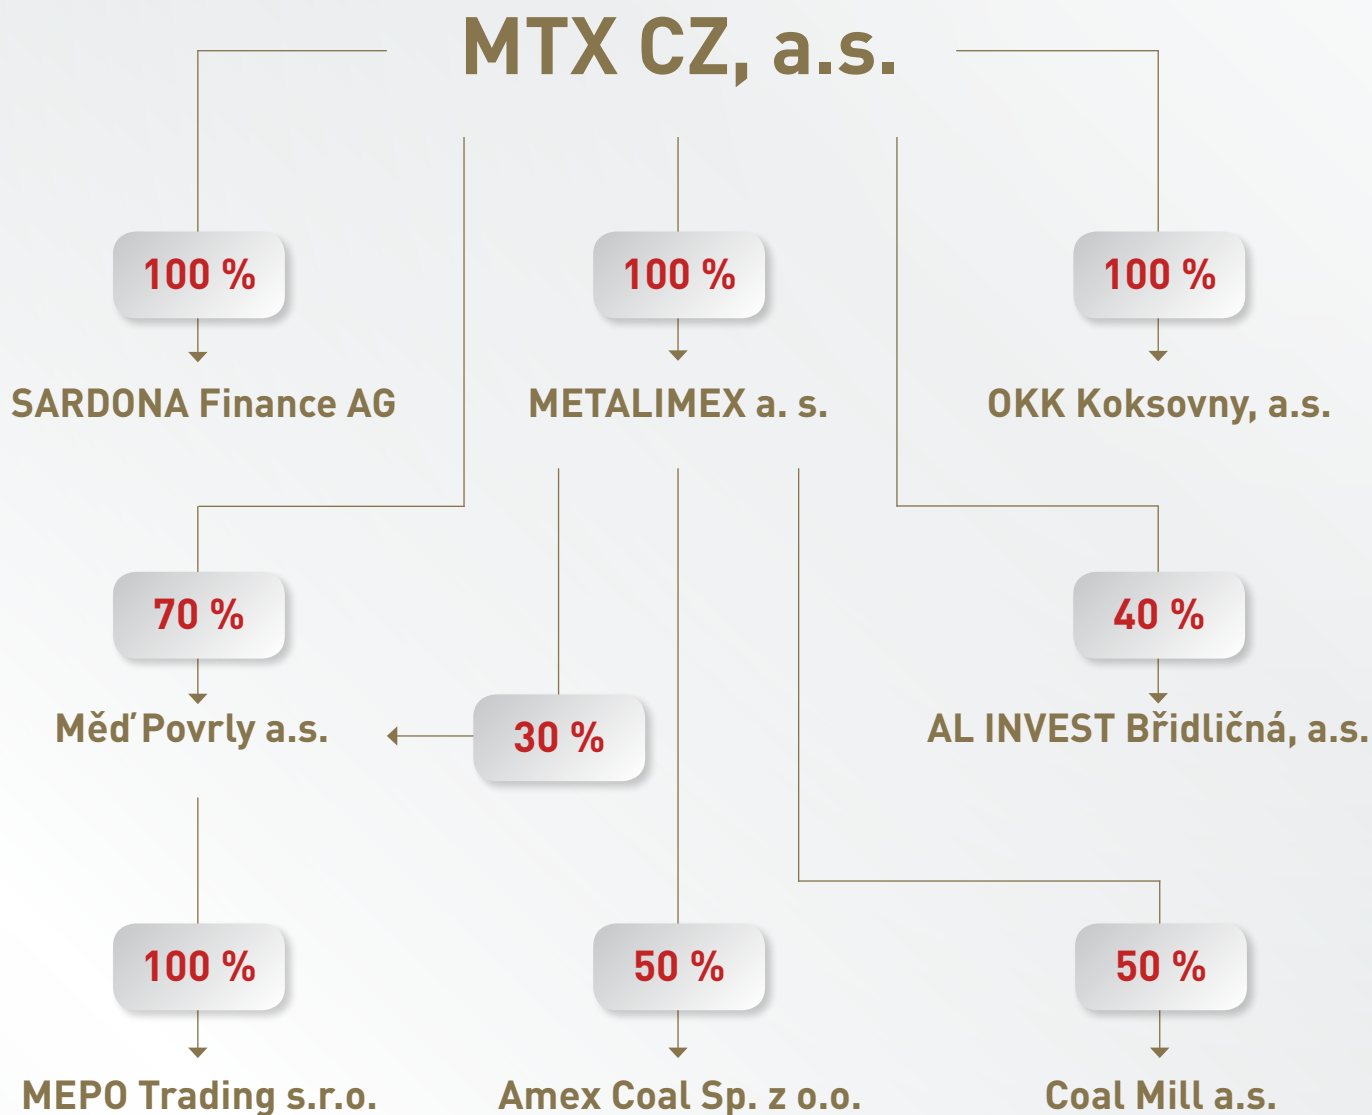 MTX CZ, a.s.
100 %
100 %
100 %
SARDONA Finance AG
METALIMEX a. s.
OKK Koksovny, a.s.
70 %
40 %
Měď Povrly a.s.
30 %
AL INVEST Břidličná, a.s.
100 %
50 %
50 %
MEPO Trading s.r.o.
Amex Coal Sp. z o.o.
Coal Mill a.s.